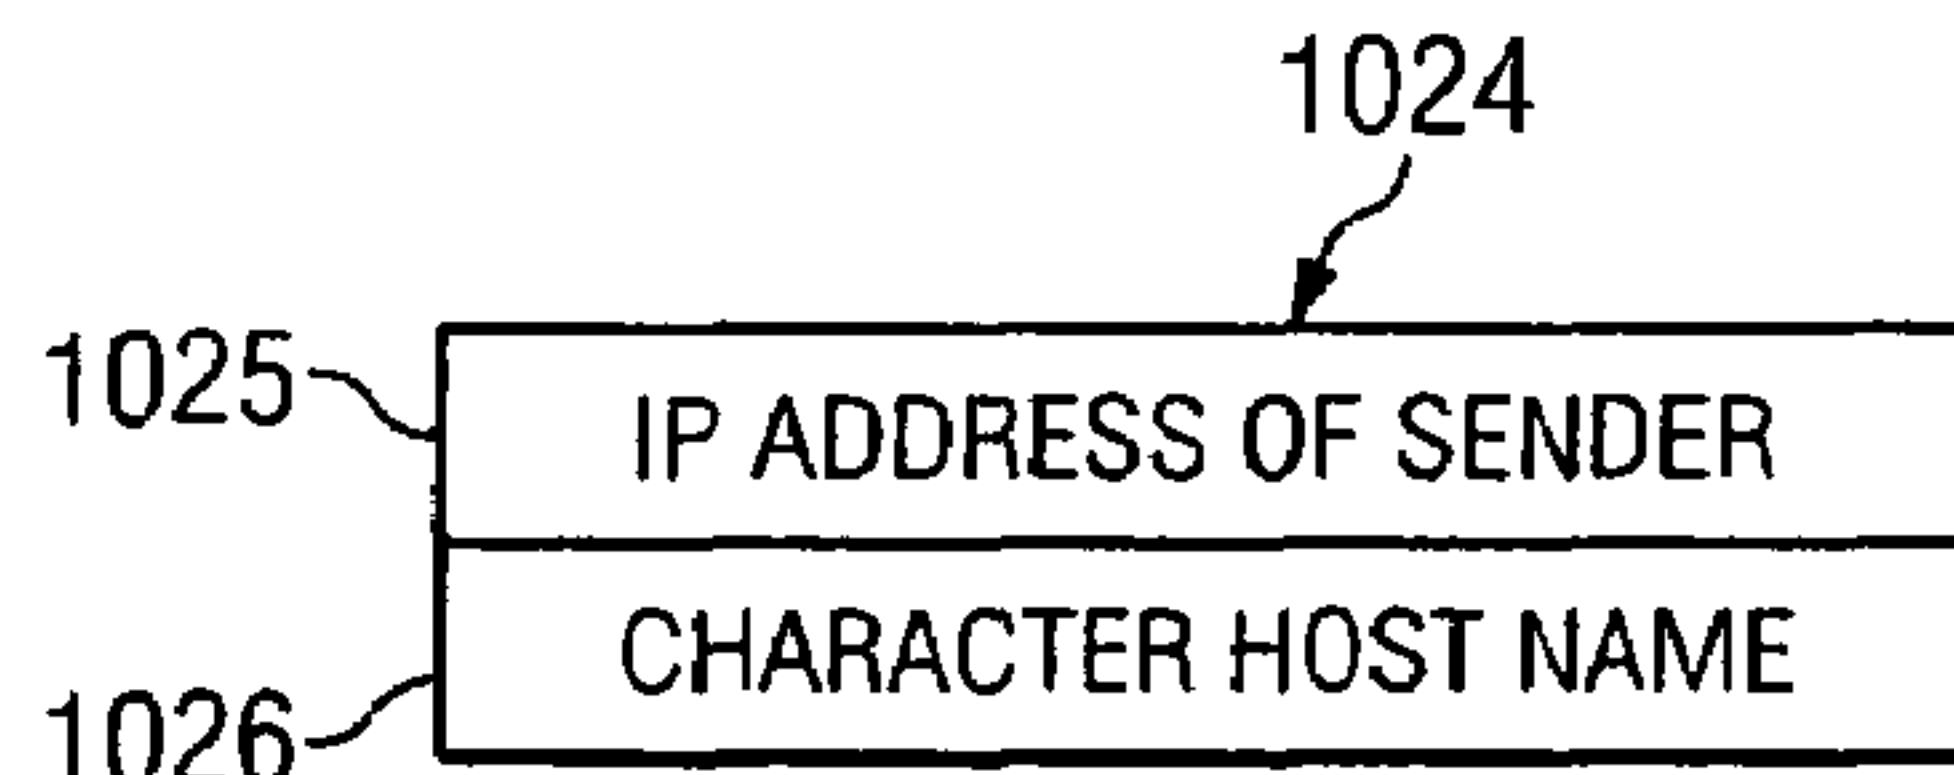 1024
1025
IP ADDRESS OF SENDER
CHARACTER HOST NAME
1026